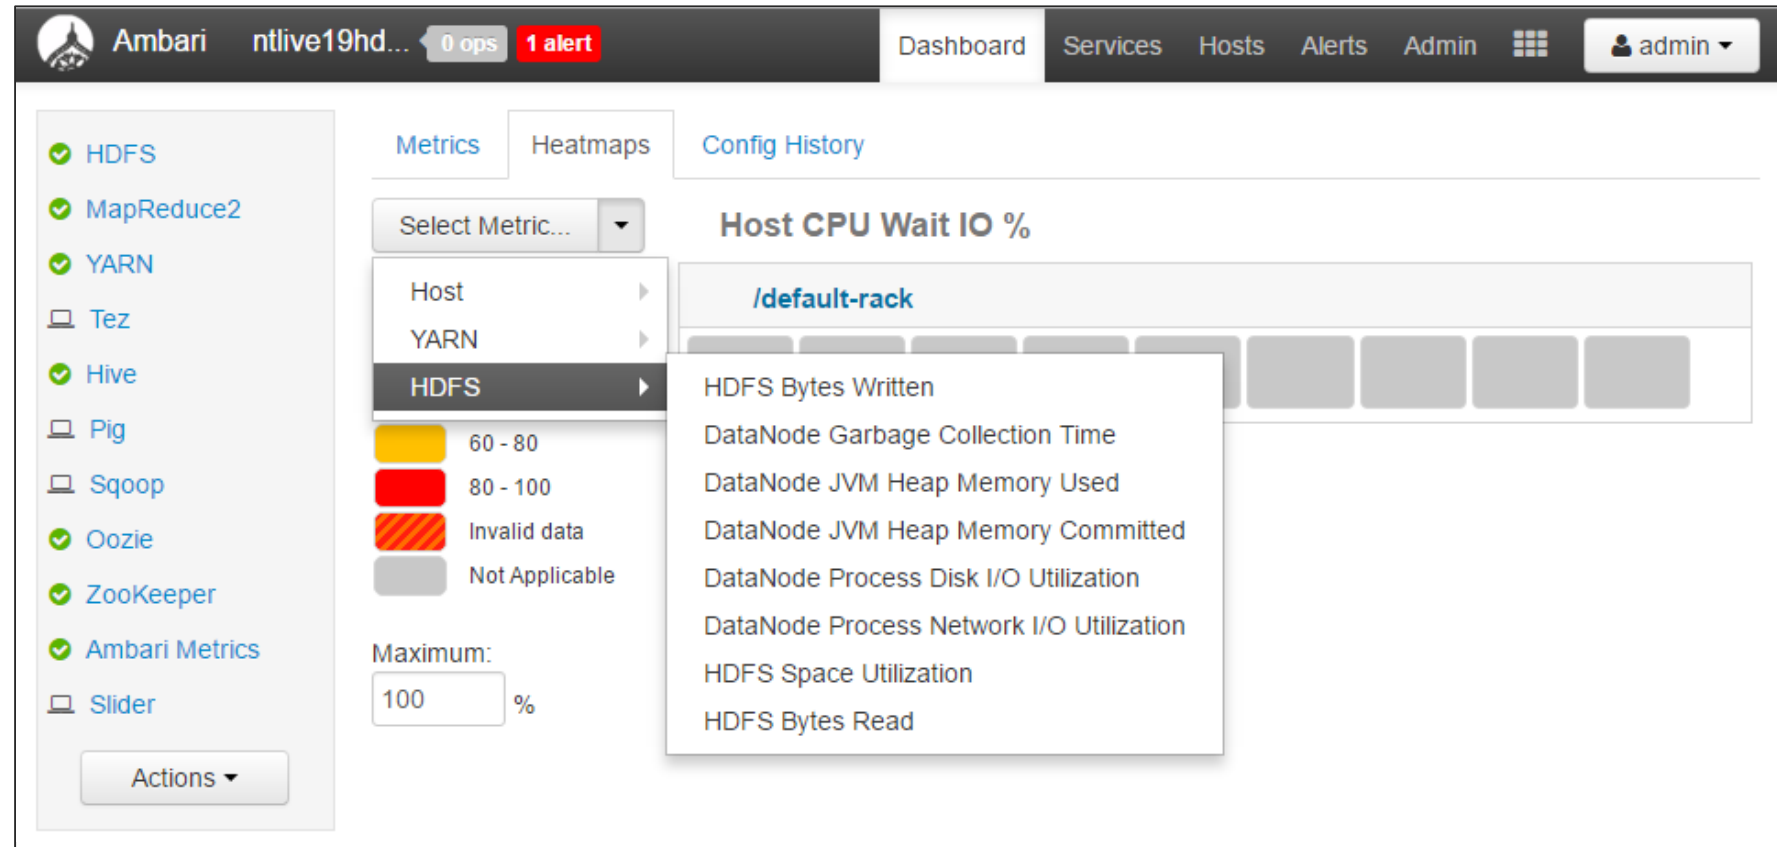 Ambari ntlive19hd... 0 ops 1 alert Dashboard Services Hosts Alerts Admin admin
HDFS
MapReduce2
YARN
Tez
Hive
Pig
Sqoop
Oozie
ZooKeeper
Ambari Metrics
Slider
Actions
Metrics Heatmaps Config History
Select Metric... Host CPU Wait IO %
Host
YARN
HDFS
/default-rack
HDFS Bytes Written
DataNode Garbage Collection Time
DataNode JVM Heap Memory Used
DataNode JVM Heap Memory Committed
DataNode Process Disk I/O Utilization
DataNode Process Network I/O Utilization
HDFS Space Utilization
HDFS Bytes Read
60 - 80
80 - 100
Invalid data
Not Applicable
Maximum:
100 %